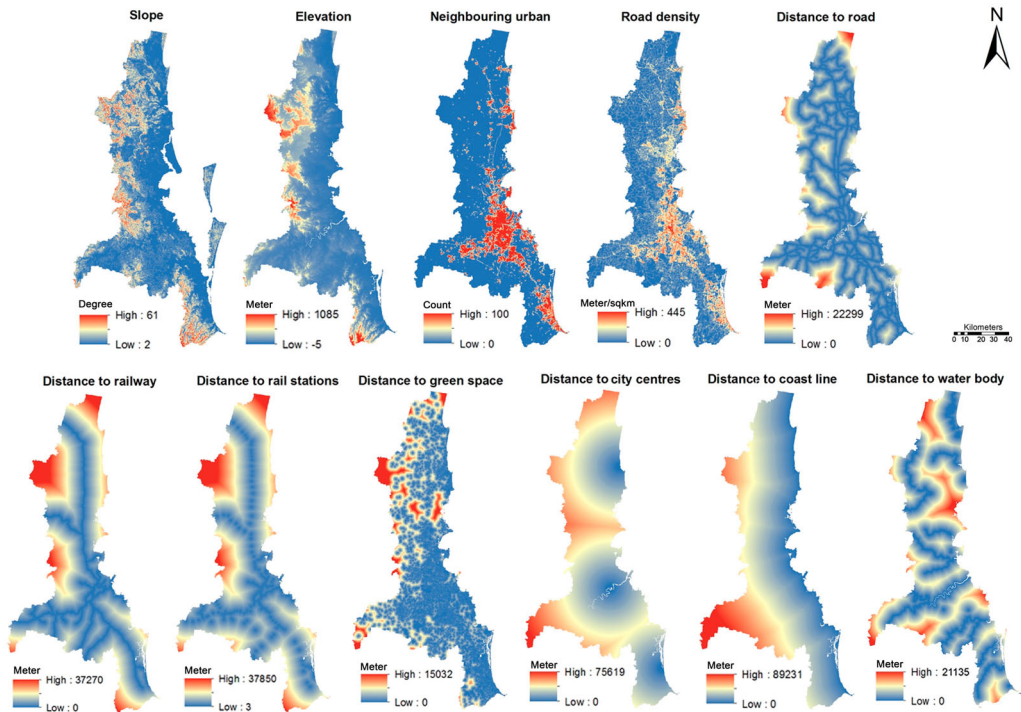 Slope
Elevation
Neighbouring urban
Road density
Distance to road
N
Degree
High : 61
Low : 2
Meter
High : 1085
Low : -5
Count
High : 100
Low : 0
Meter/sqkm
High : 445
Low : 0
Meter
High : 22299
Low : 0
Kilometers
0 5 10 20 30 40
Distance to railway
Distance to rail stations
Distance to green space
Distance to city centres
Distance to coast line
Distance to water body
Meter
High : 37270
Low : 0
Meter
High : 37850
Low : 3
Meter
High : 15032
Low : 0
Meter
High : 75619
Low : 0
Meter
High : 89231
Low : 0
Meter
High : 21135
Low : 0